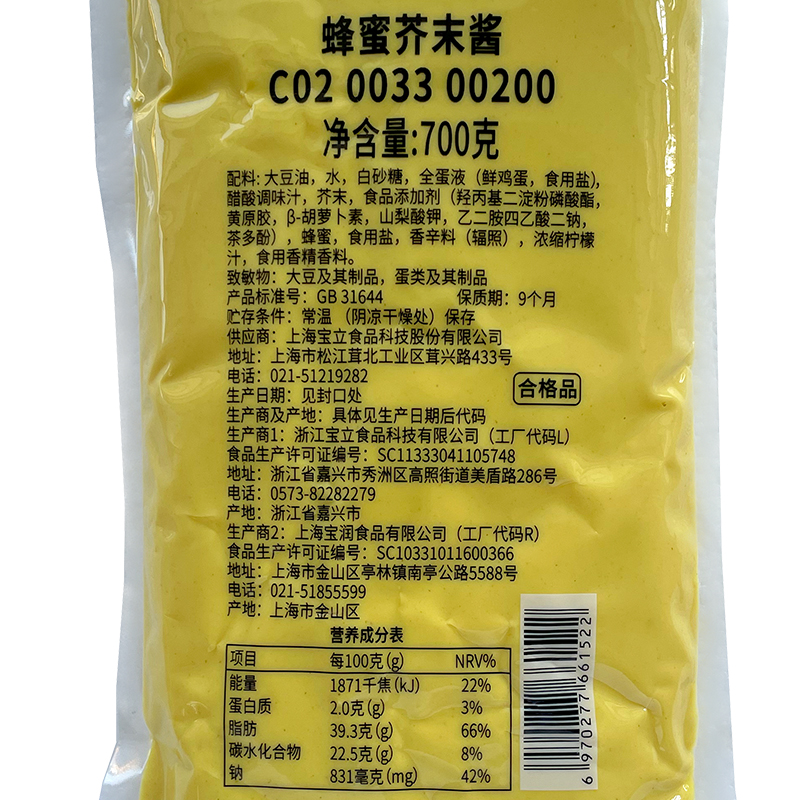 蜂蜜芥末酱
C02 0033 00200
净含量:700克
配料: 大豆油，水，白砂糖，全蛋液（鲜鸡蛋，食用盐),
醋酸调味汁，芥末，食品添加剂（羟丙基二淀粉磷酸酯,
黄原胶，β-胡萝卜素，山梨酸钾，乙二胺四乙酸二钠，
茶多酚），蜂蜜，食用盐，香辛料（辐照），浓缩柠檬
汁，食用香精香料。
致敏物：大豆及其制品，蛋类及其制品
产品标准号：GB 31644 保质期：9个月
贮存条件：常温 （阴凉干燥处）保存
供应商：上海宝立食品科技股份有限公司
地址：上海市松江茸北工业区茸兴路433号
电话：021-51219282
合格品
生产日期：见封口处
生产商及产地：具体见生产日期后代码
生产商1：浙江宝立食品科技有限公司（工厂代码L）
食品生产许可证编号：SC11333041105748
地址：浙江省嘉兴市秀洲区高照街道美盾路286号
电话：0573-82282279
产地：浙江省嘉兴市
生产商2：上海宝润食品有限公司（工厂代码R）
食品生产许可证编号：SC10331011600366
地址：上海市金山区亭林镇南亭公路5588号
电话：021-51855599
产地：上海市金山区
营养成分表
项目 每100克(g) NRV%
能量 1871千焦(kJ) 22%
蛋白质 2.0克(g) 3%
脂肪 39.3克(g) 66%
碳水化合物 22.5克(g) 8%
钠 831毫克(mg) 42%
6 970277 661522